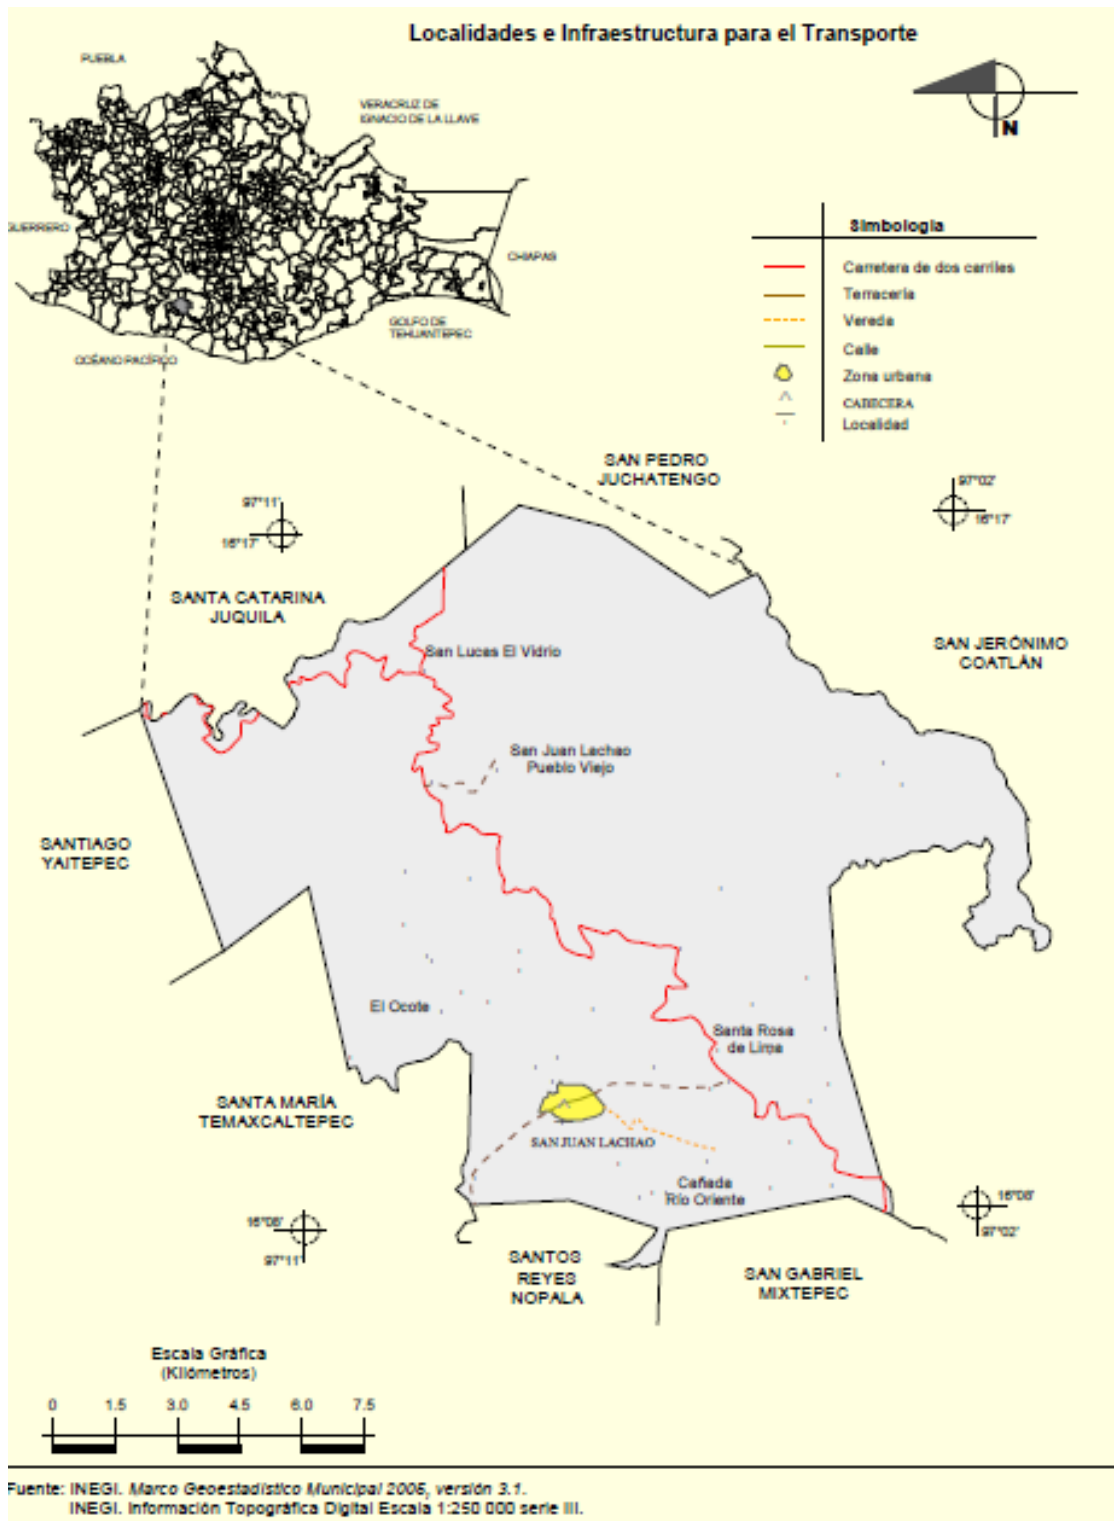 Localidades e Infraestructura para el Transporte
PUEBLA
VERACRUZ DE
IGNACIO DE LA LLAVE
N
GUERRERO
CHIAPAS
GOLFO DE
TEHUANTEPEC
OCÉANO PACÍFICO
Simbología
Carretera de dos carriles
Terracería
Vereda
Calle
Zona urbana
CABECERA
Localidad
SAN PEDRO
JUCHATENGO
97°11'
16°17'
97°02'
16°17'
SANTA CATARINA
JUQUILA
SAN JERÓNIMO
COATLÁN
San Lucas El Vidrio
San Juan Lachao
Pueblo Viejo
SANTIAGO
YAITEPEC
El Ocote
Santa Rosa
de Lima
SANTA MARÍA
TEMAXCALTEPEC
SAN JUAN LACHAO
Cañada
Río Oriente
16°08'
97°11'
16°08'
97°02'
SANTOS
REYES
NOPALA
SAN GABRIEL
MIXTEPEC
Escala Gráfica
(Kilómetros)
0 1.5 3.0 4.5 6.0 7.5
Fuente: INEGI. Marco Geoestadístico Municipal 2005, versión 3.1.
INEGI. Información Topográfica Digital Escala 1:250 000 serie III.